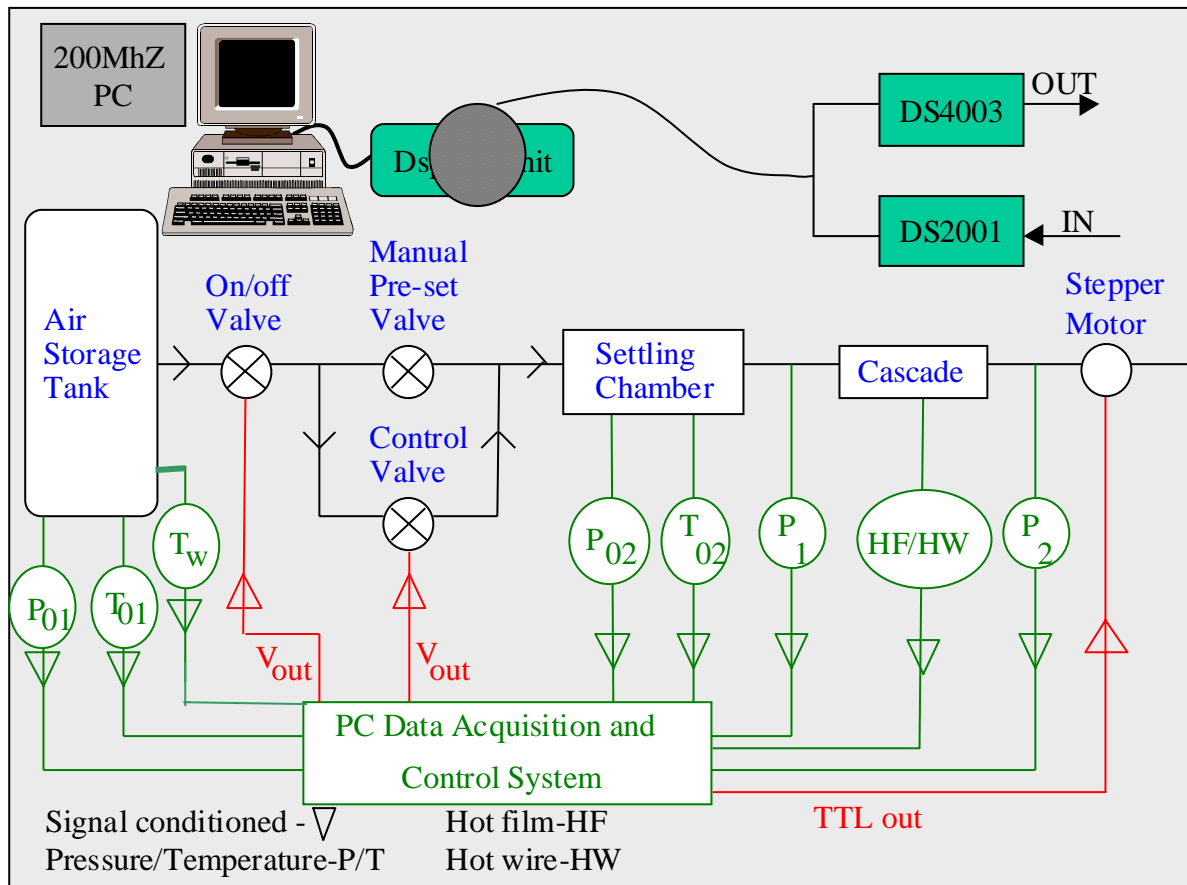 200MhZ
PC
OUT
DS4003
DS2001
IN
Manual
Pre-set
Valve
On/off
Valve
Stepper
Motor
Air
Storage
Tank
Settling
Chamber
Cascade
Control
Valve
Tw
P02
T02
P1
HF/HW
P2
P01
T01
Vout
Vout
PC Data Acquisition and
Control System
TTL out
Signal conditioned -
Hot film-HF
Pressure/Temperature-P/T
Hot wire-HW